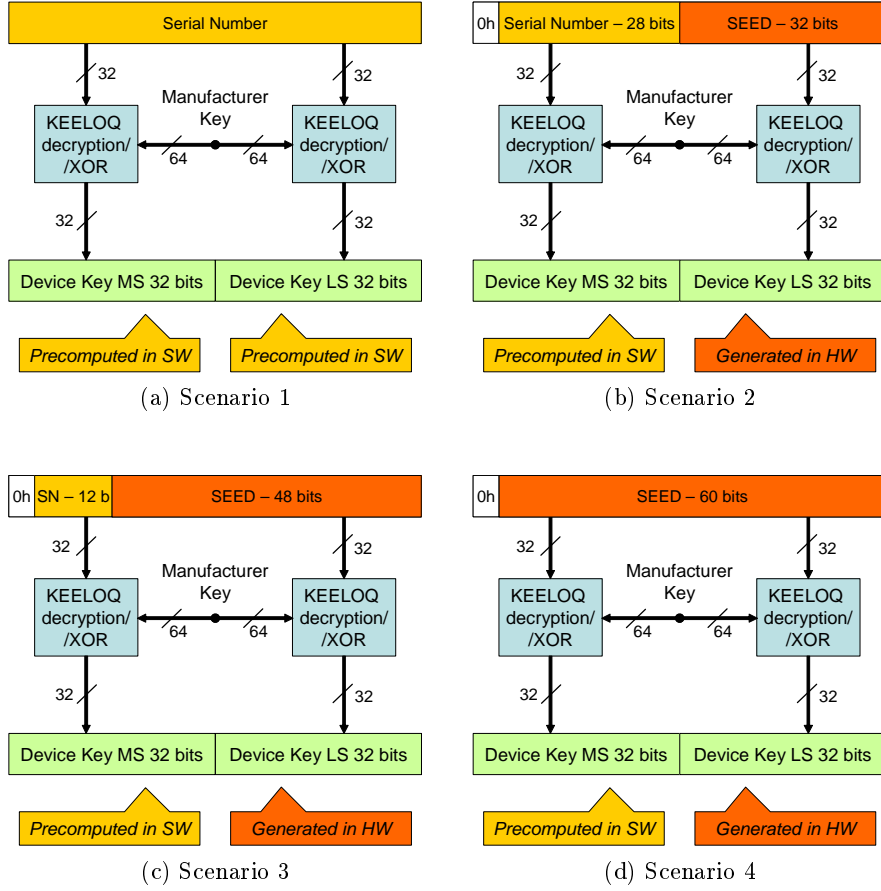 Serial Number
32
32
Manufacturer
Key
KEELOQ
decryption/
/XOR
KEELOQ
decryption/
/XOR
64
64
32
32
Device Key MS 32 bits
Device Key LS 32 bits
Precomputed in SW
Precomputed in SW
(a) Scenario 1
0h
Serial Number – 28 bits
SEED – 32 bits
32
32
Manufacturer
Key
KEELOQ
decryption/
/XOR
KEELOQ
decryption/
/XOR
64
64
32
32
Device Key MS 32 bits
Device Key LS 32 bits
Precomputed in SW
Generated in HW
(b) Scenario 2
0h
SN – 12 b
SEED – 48 bits
32
32
Manufacturer
Key
KEELOQ
decryption/
/XOR
KEELOQ
decryption/
/XOR
64
64
32
32
Device Key MS 32 bits
Device Key LS 32 bits
Precomputed in SW
Generated in HW
(c) Scenario 3
0h
SEED – 60 bits
32
32
Manufacturer
Key
KEELOQ
decryption/
/XOR
KEELOQ
decryption/
/XOR
64
64
32
32
Device Key MS 32 bits
Device Key LS 32 bits
Precomputed in SW
Generated in HW
(d) Scenario 4